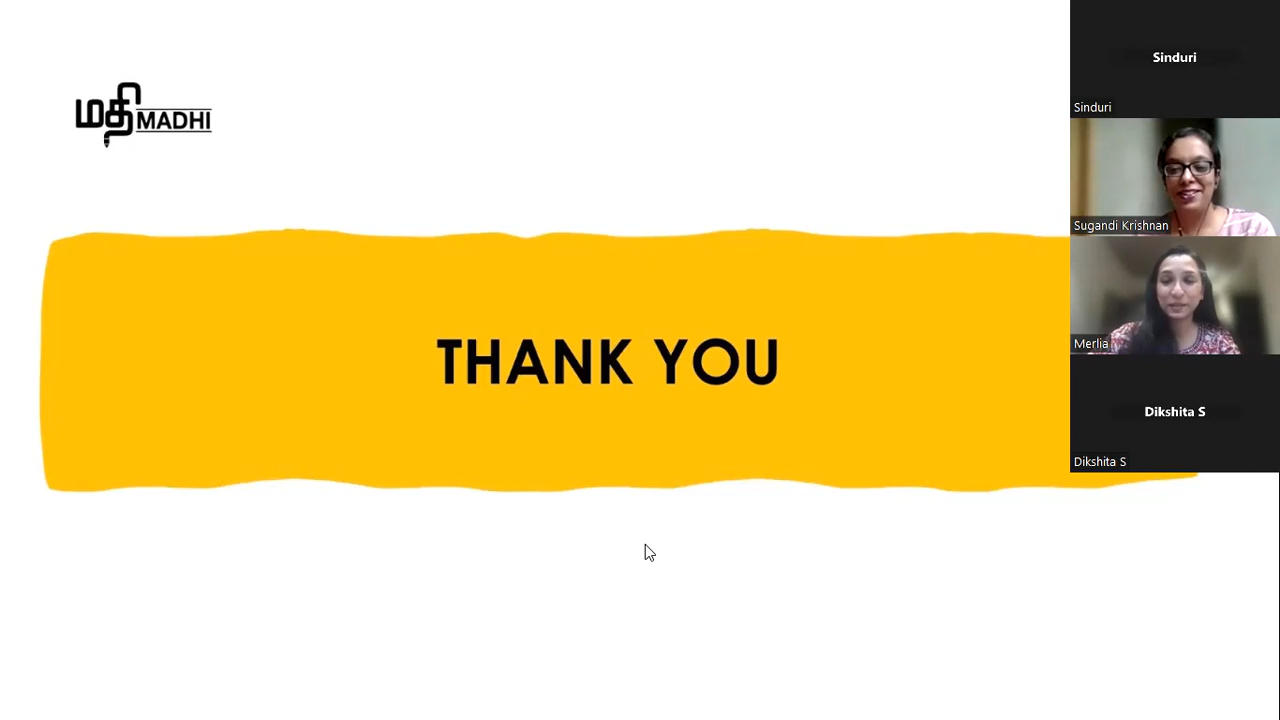 மதி MADHI
THANK YOU
Sinduri
Sinduri
Sugandi Krishnan
Merlia
Dikshita S
Dikshita S